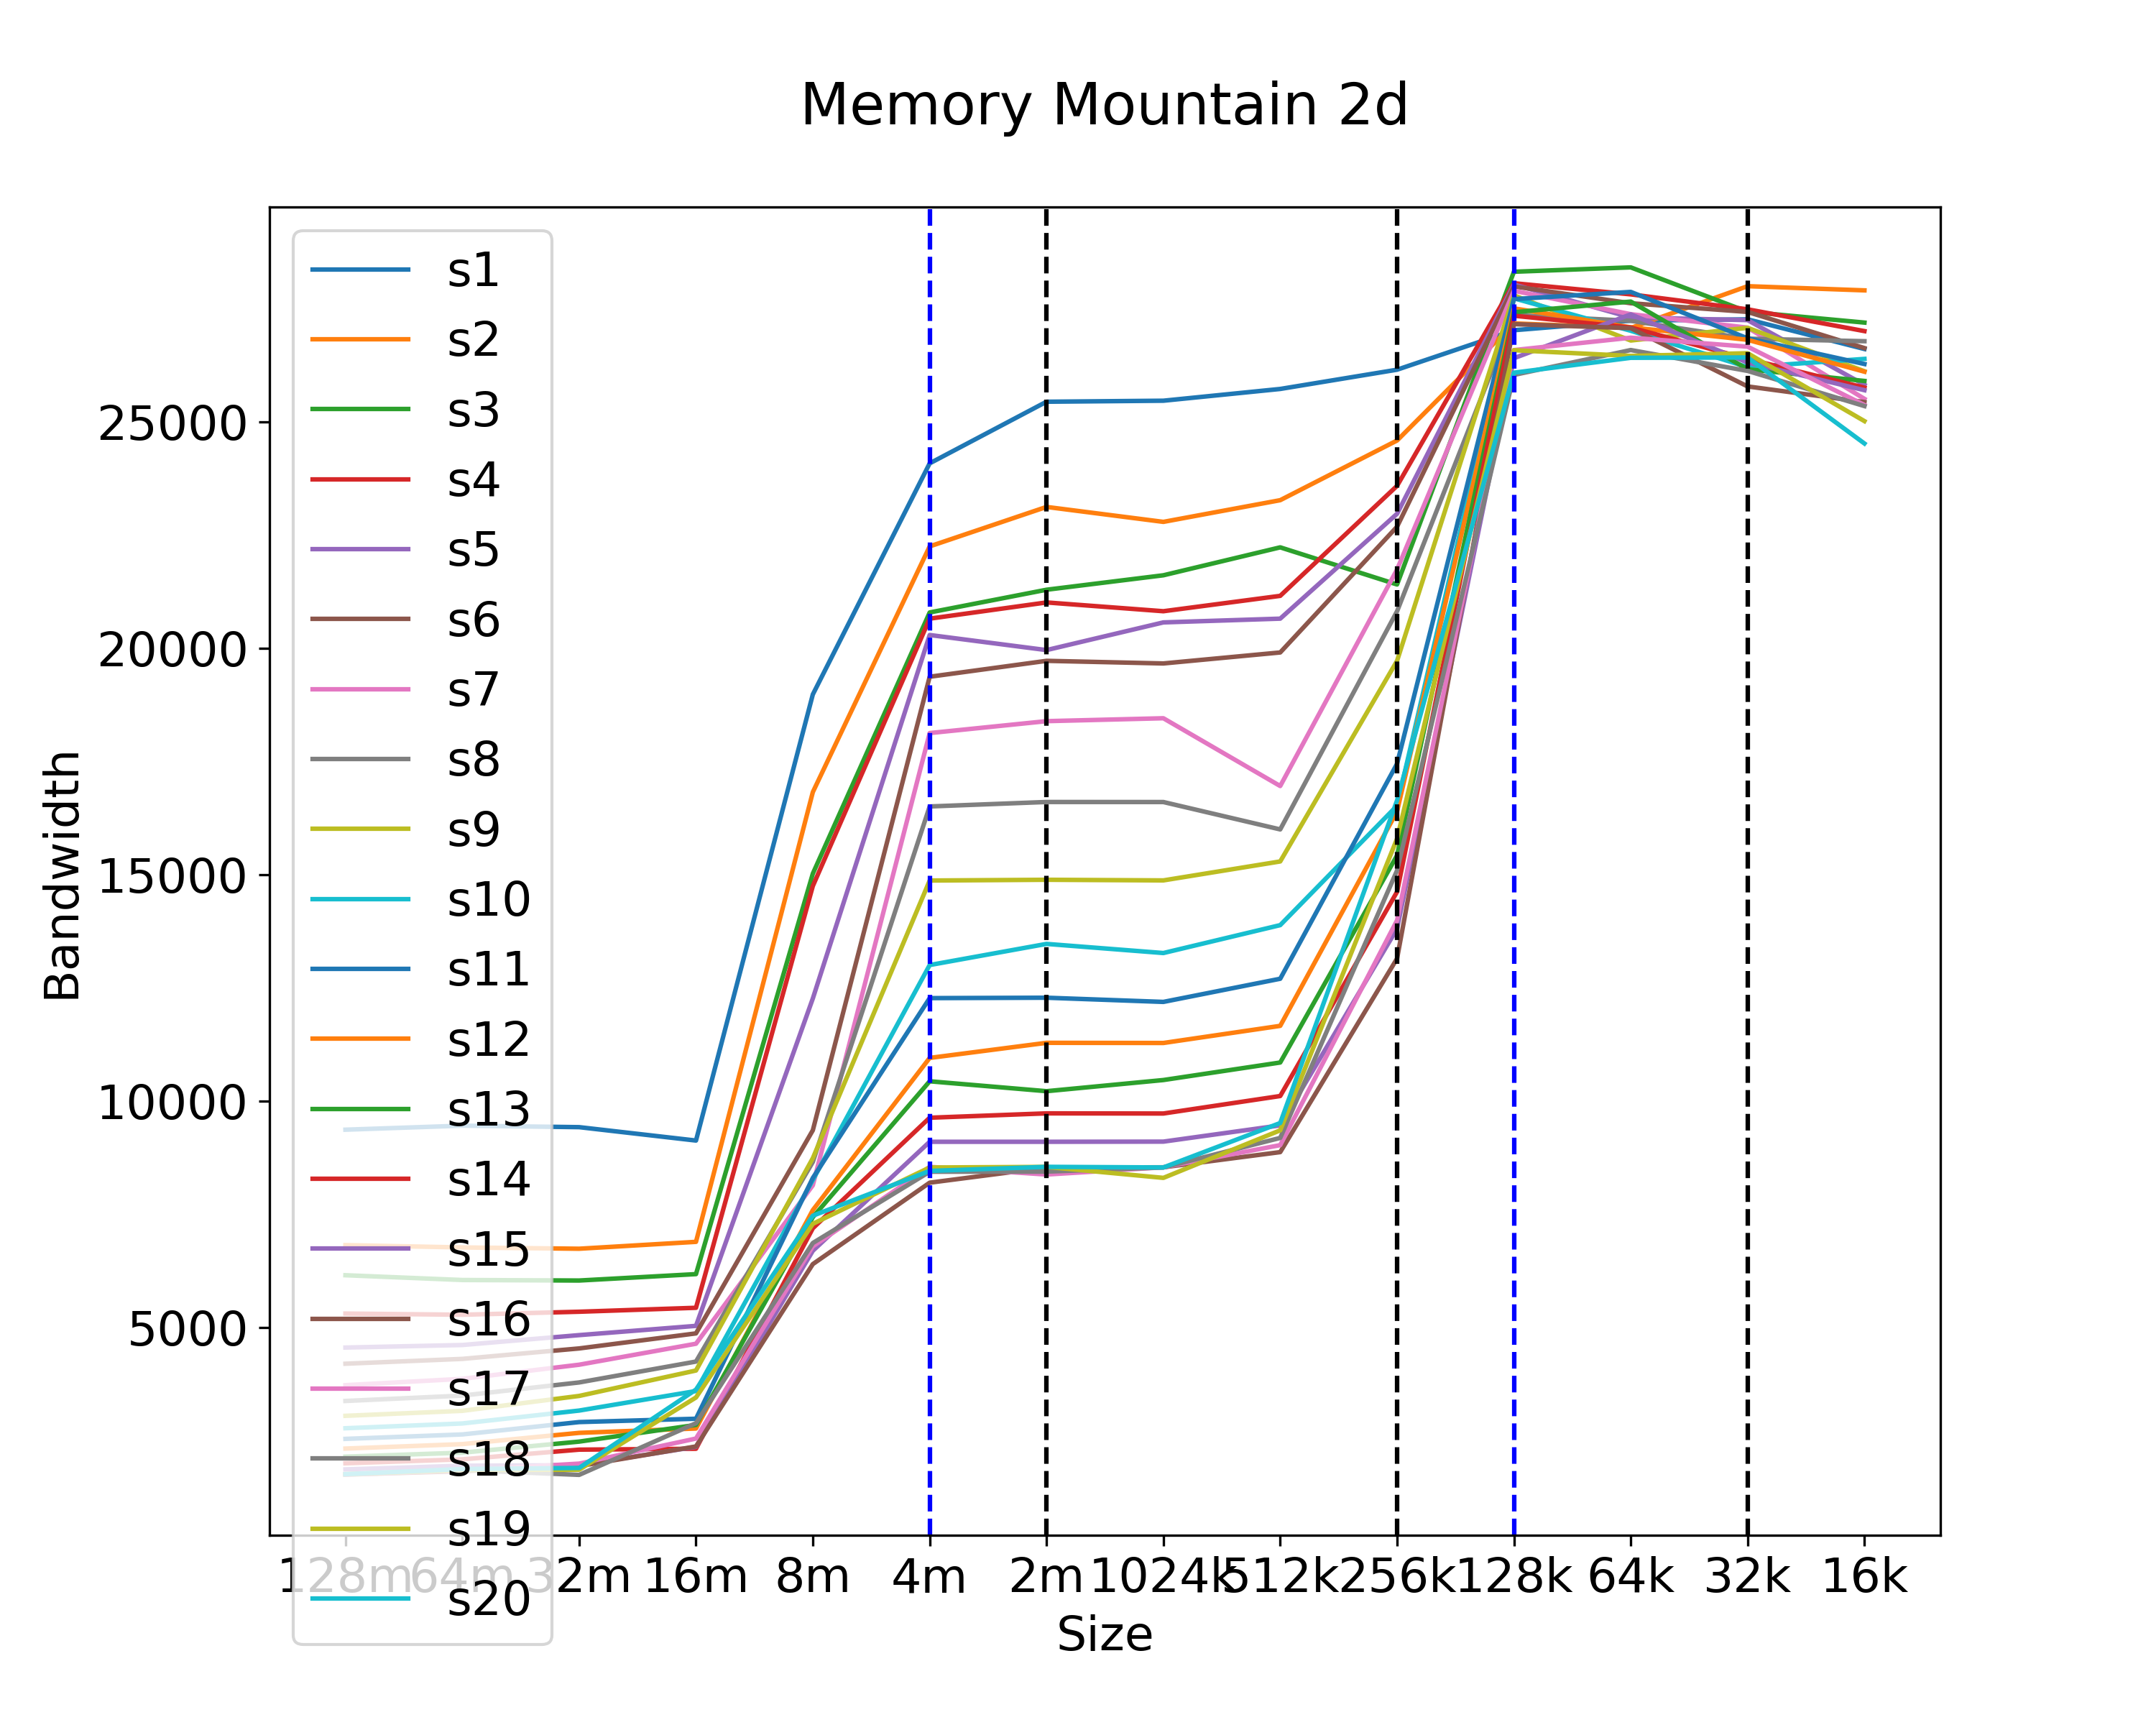 Memory Mountain 2d
Bandwidth
25000
20000
15000
10000
5000
s1
s2
s3
s4
s5
s6
s7
s8
s9
s10
s11
s12
s13
s14
s15
s16
s17
s18
s19
s20
128m 64m 32m 16m 8m 4m 2m 1024k 512k 256k 128k 64k 32k 16k
Size